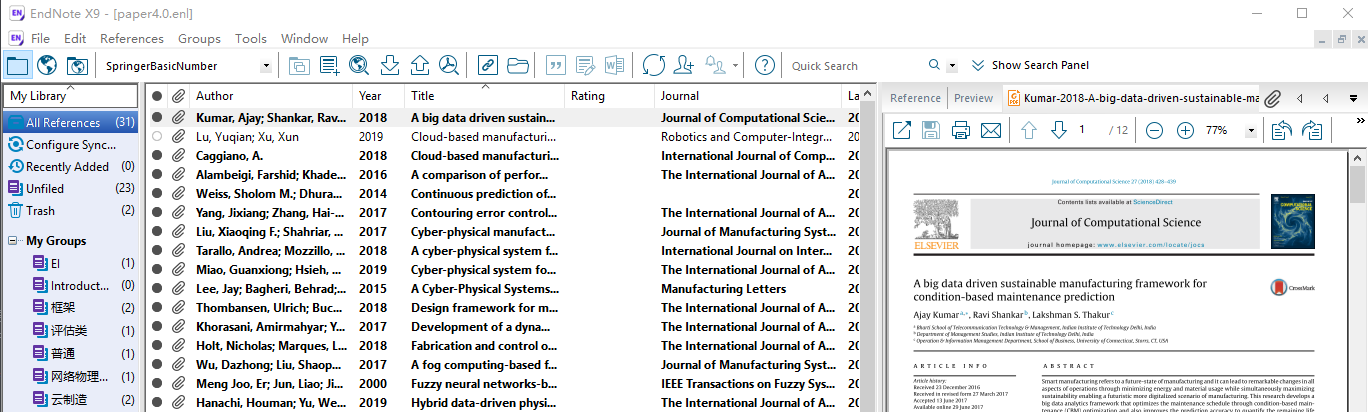 EndNote X9 - [paper4.0.enl]
File Edit References Groups Tools Window Help
SpringerBasicNumber Quick Search Show Search Panel
My Library
All References (31)
Configure Sync...
Recently Added (0)
Unfiled (23)
Trash (2)
My Groups
EI (1)
Introduct... (1)
框架 (2)
评估类 (1)
普通 (1)
网络物理... (1)
云制造 (2)
Author Year Title Rating Journal La
Kumar, Ajay; Shankar, Rav... 2018 A big data driven sustain... Journal of Computational Scie... 20
Lu, Yuqian; Xu, Xun 2019 Cloud-based manufacturi... Robotics and Computer-Integr... 20
Caggiano, A. 2018 Cloud-based manufacturi... International Journal of Comp... 20
Alambeigi, Farshid; Khade... 2016 A comparison of perfor... The International Journal of A... 20
Weiss, Sholom M.; Dhura... 2014 Continuous prediction of... 20
Yang, Jixiang; Zhang, Hai-... 2017 Contouring error control... The International Journal of A... 20
Liu, Xiaoqing F.; Shahriar, ... 2017 Cyber-physical manufact... Journal of Manufacturing Syst... 20
Tarallo, Andrea; Mozzillo, ... 2018 A cyber-physical system f... International Journal on Inter... 20
Miao, Guanxiong; Hsieh, ... 2019 Cyber-physical system fo... The International Journal of A... 20
Lee, Jay; Bagheri, Behrad;... 2015 A Cyber-Physical Systems... Manufacturing Letters 20
Thombansen, Ulrich; Buc... 2018 Design framework for m... The International Journal of A... 20
Khorasani, Amirmahyar; Y... 2017 Development of a dyna... The International Journal of A... 20
Holt, Nicholas; Marques, L... 2018 Fabrication and control o... The International Journal of A... 20
Wu, Dazhong; Liu, Shaop... 2017 A fog computing-based f... Journal of Manufacturing Syst... 20
Meng Joo, Er; Jun, Liao; Ji... 2000 Fuzzy neural networks-b... IEEE Transactions on Fuzzy Sys... 20
Hanachi, Houman; Yu, We... 2019 Hybrid data-driven physi... The International Journal of A... 20
Reference Preview Kumar-2018-A-big-data-driven-sustainable-ma
1 / 12 77%
Journal of Computational Science 27 (2018) 428–439
Contents lists available at ScienceDirect
Journal of Computational Science
journal homepage: www.elsevier.com/locate/jocs
ELSEVIER
A big data driven sustainable manufacturing framework for
condition-based maintenance prediction
CrossMark
Ajay Kumar a,*, Ravi Shankar b, Lakshman S. Thakur c
a Bharti School of Telecommunication Technology & Management, Indian Institute of Technology Delhi, India
b Department of Management Studies, Indian Institute of Technology Delhi, India
c Operation & Information Management Department, School of Business, University of Connecticut, Storrs, CT, USA
ARTICLE INFO
Article history:
Received 23 December 2016
Received in revised form 27 March 2017
Accepted 13 June 2017
Available online 29 June 2017
ABSTRACT
Smart manufacturing refers to a future-state of manufacturing and it can lead to remarkable changes in all
aspects of operations through minimizing energy and material usage while simultaneously maximizing
sustainability enabling a futuristic more digitalized scenario of manufacturing. This research develops a
big data analytics framework that optimizes the maintenance schedule through condition-based main-
tenance (CBM) optimization and also improves the prediction accuracy to quantify the remaining life